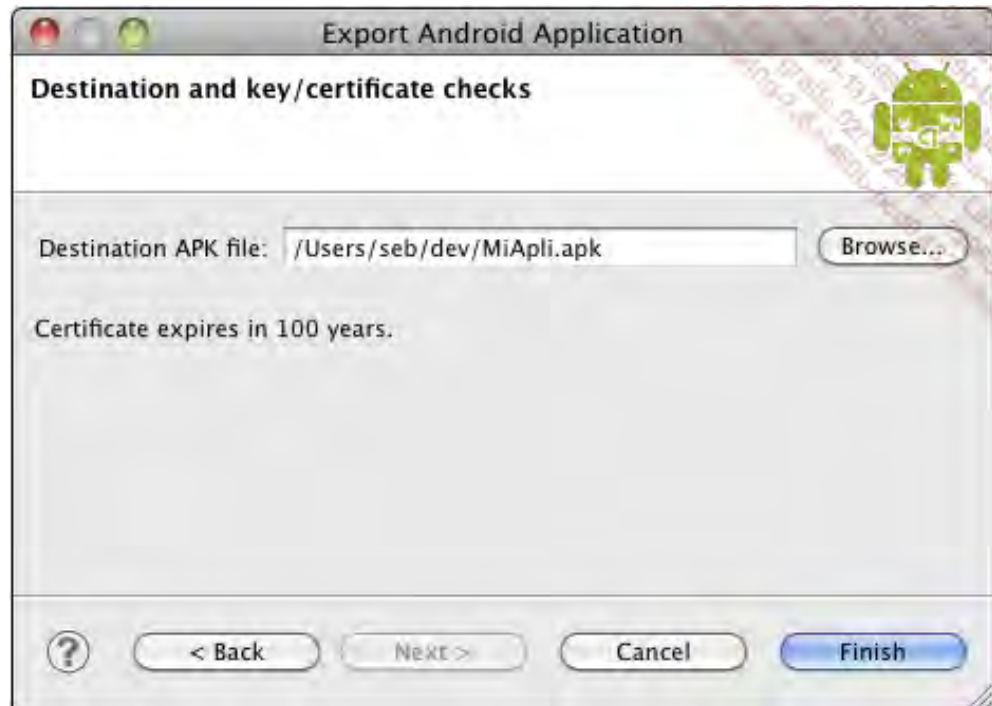 Export Android Application
Destination and key/certificate checks
Destination APK file: /Users/seb/dev/MiApli.apk Browse...
Certificate expires in 100 years.
? < Back Next > Cancel Finish